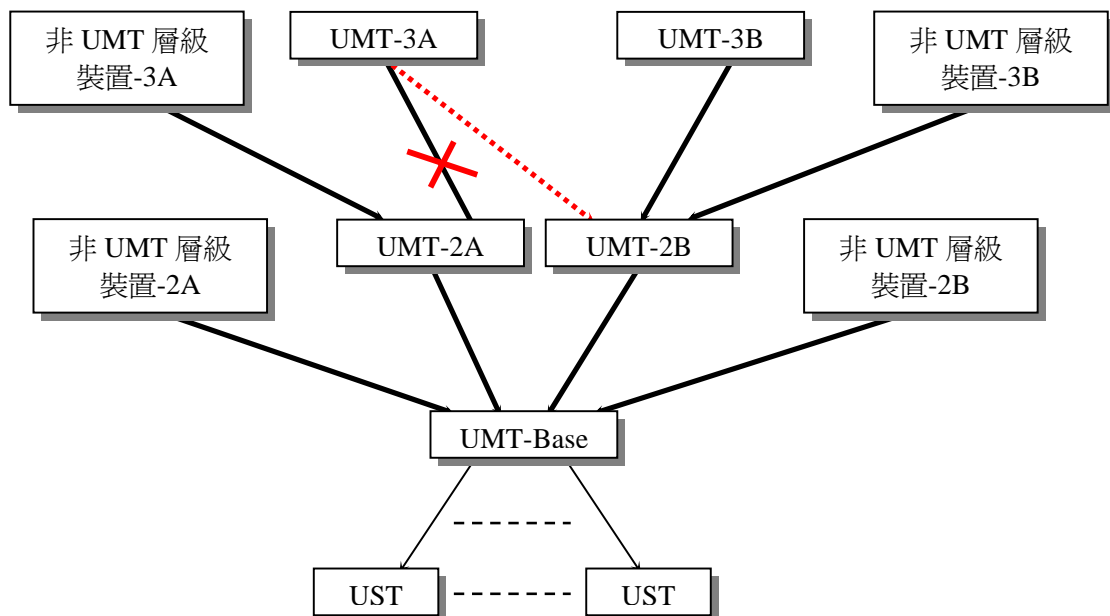 非 UMT 層級
裝置-3A
UMT-3A
UMT-3B
非 UMT 層級
裝置-3B
非 UMT 層級
裝置-2A
UMT-2A
UMT-2B
非 UMT 層級
裝置-2B
UMT-Base
UST
UST